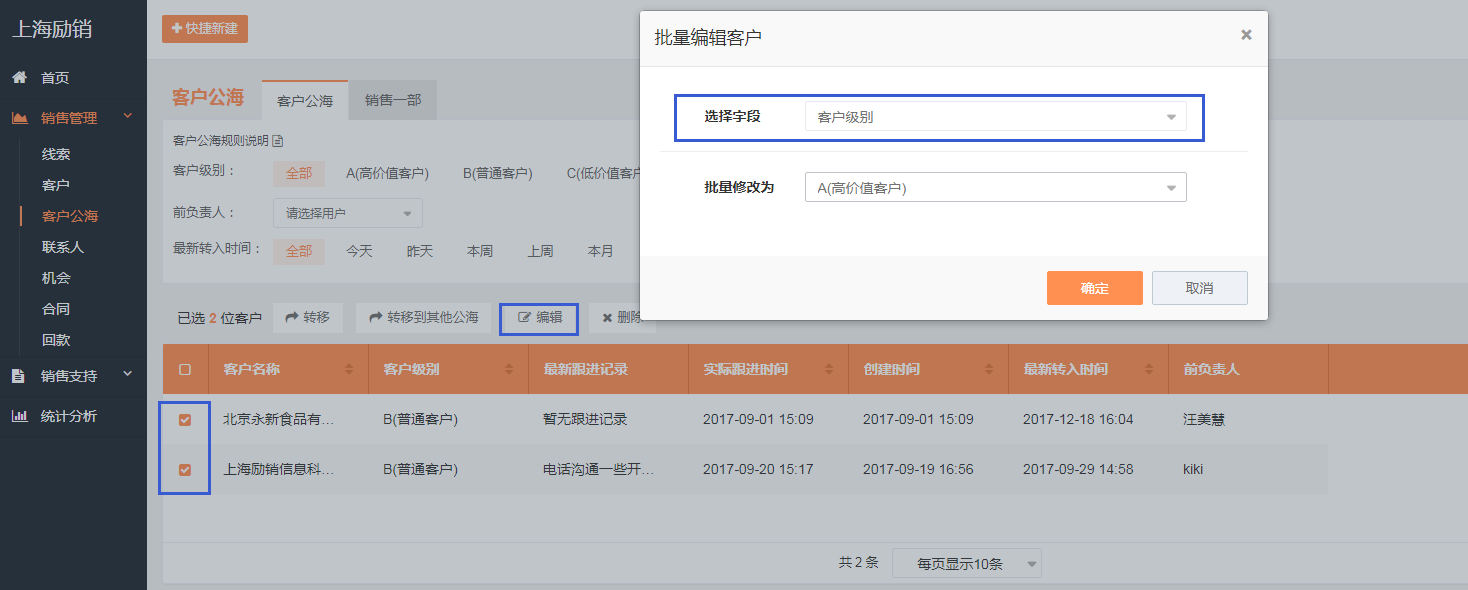 上海励销
快捷新建
首页
销售管理
线索
客户
客户公海
联系人
机会
合同
回款
销售支持
统计分析
客户公海
客户公海
销售一部
客户公海规则说明
客户级别：
全部
A(高价值客户)
B(普通客户)
C(低价值客户
前负责人：
请选择用户
最新转入时间：
全部
今天
昨天
本周
上周
本月
批量编辑客户
选择字段
客户级别
批量修改为
A(高价值客户)
确定
取消
已选 2 位客户
转移
转移到其他公海
编辑
删除
客户名称
客户级别
最新跟进记录
实际跟进时间
创建时间
最新转入时间
前负责人
北京永新食品有...
B(普通客户)
暂无跟进记录
2017-09-01 15:09
2017-09-01 15:09
2017-12-18 16:04
汪美慧
上海励销信息科...
B(普通客户)
电话沟通一些开...
2017-09-20 15:17
2017-09-19 16:56
2017-09-29 14:58
kiki
共 2 条
每页显示10条